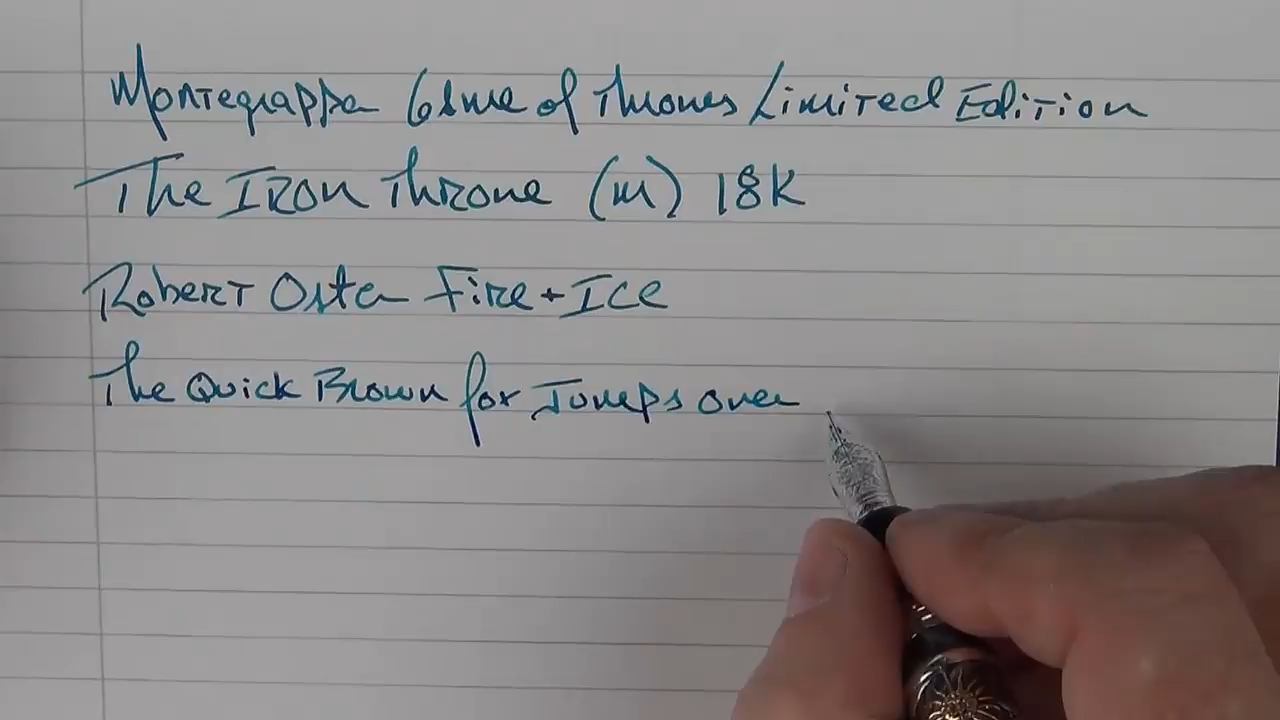 Montegrappa Game of Thrones Limited Edition
The Iron Throne (M) 18K
Robert Oster Fire + Ice
The Quick Brown fox Jumps over